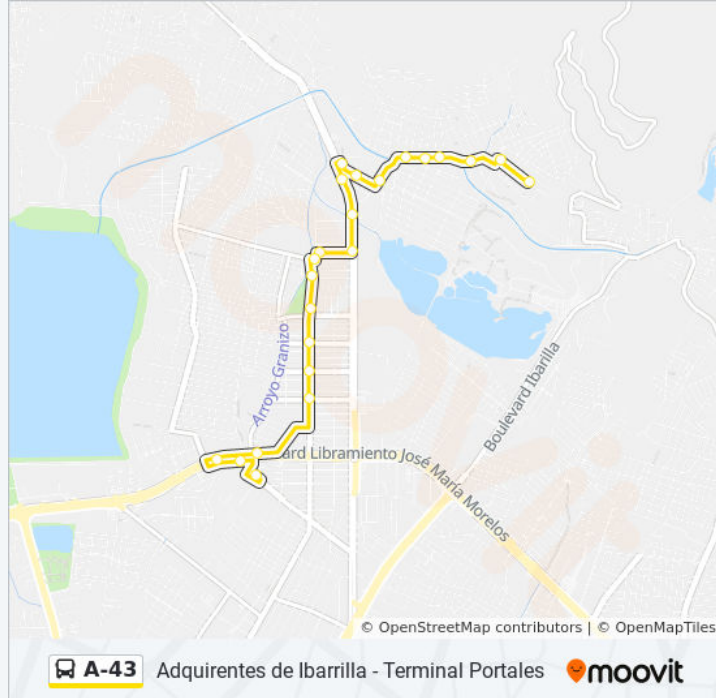 moovit
Arroyo Granizo
Boulevard Ibarilla
ard Libramiento José María Morelos
© OpenStreetMap contributors | © OpenMapTiles
A-43 Adquirentes de Ibarrilla - Terminal Portales moovit